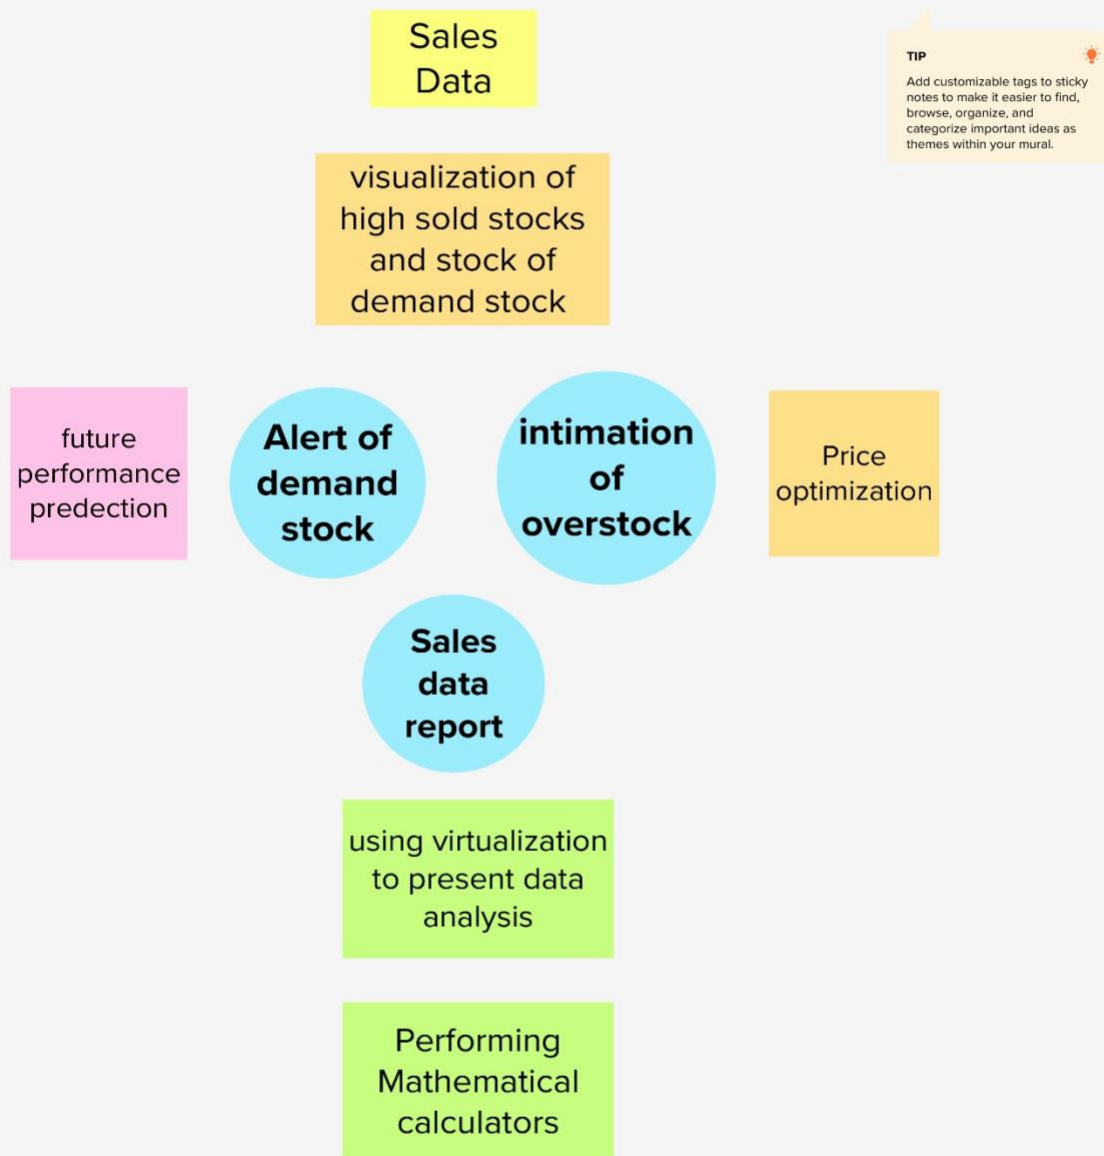 Sales
Data
TIP
Add customizable tags to sticky
notes to make it easier to find,
browse, organize, and
categorize important ideas as
themes within your mural.
visualization of
high sold stocks
and stock of
demand stock
future
performance
predection
Alert of
demand
stock
intimation
of
overstock
Price
optimization
Sales
data
report
using virtualization
to present data
analysis
Performing
Mathematical
calculators